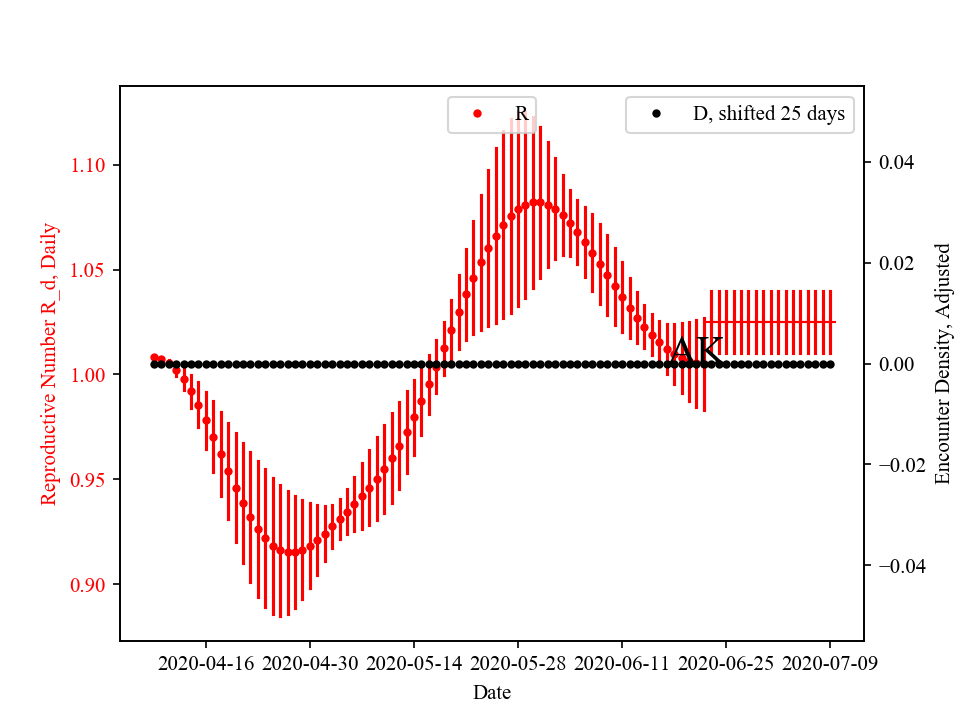 R
D, shifted 25 days
1.10
1.05
1.00
0.95
0.90
Reproductive Number R_d, Daily
AK
0.04
0.02
0.00
−0.02
−0.04
Encounter Density, Adjusted
2020-04-16 2020-04-30 2020-05-14 2020-05-28 2020-06-11 2020-06-25 2020-07-09
Date